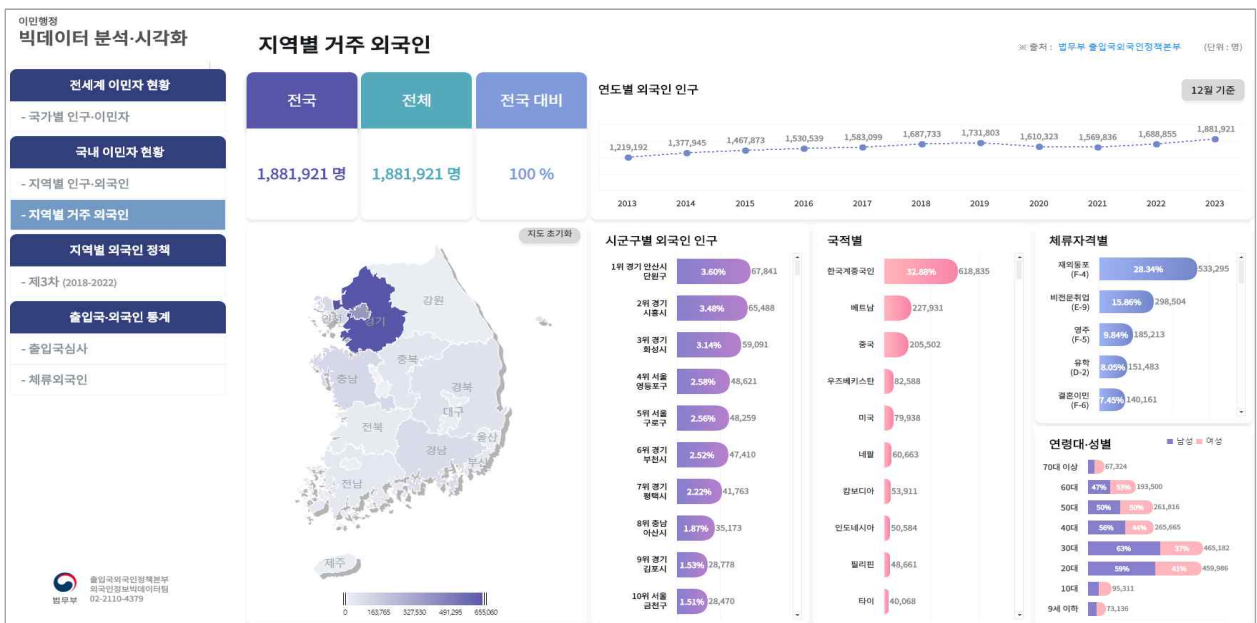 이민행정
빅데이터 분석·시각화
전세계 이민자 현황
- 국가별 인구·이민자
국내 이민자 현황
- 지역별 인구·외국인
- 지역별 거주 외국인
지역별 외국인 정책
- 제3차 (2018-2022)
출입국·외국인 통계
- 출입국심사
- 체류외국인
법무부
출입국외국인정책본부
외국인정보빅데이터팀
02-2110-4379
지역별 거주 외국인
※ 출처 : 법무부 출입국외국인정책본부 (단위 : 명)
전국
1,881,921 명
전체
1,881,921 명
전국 대비
100 %
연도별 외국인 인구
12월 기준
1,219,192 1,377,945 1,467,873 1,530,539 1,583,099 1,687,733 1,731,803 1,610,323 1,569,836 1,688,855 1,881,921
2013 2014 2015 2016 2017 2018 2019 2020 2021 2022 2023
지도 초기화
강원
인천
경기
충북
충남
경북
대구
전북
울산
경남
부산
전남
제주
0 163,765 327,530 491,295 655,060
시군구별 외국인 인구
1위 경기 안산시
단원구
3.60% 67,841
2위 경기
시흥시
3.48% 65,488
3위 경기
화성시
3.14% 59,091
4위 서울
영등포구
2.58% 48,621
5위 서울
구로구
2.56% 48,259
6위 경기
부천시
2.52% 47,410
7위 경기
평택시
2.22% 41,763
8위 충남
아산시
1.87% 35,173
9위 경기
김포시
1.53% 28,778
10위 서울
금천구
1.51% 28,470
국적별
한국계중국인 32.88% 618,835
베트남 227,931
중국 205,502
우즈베키스탄 82,588
미국 79,938
네팔 60,663
캄보디아 53,911
인도네시아 50,584
필리핀 48,661
타이 40,068
체류자격별
재외동포
(F-4)
28.34% 533,295
비전문취업
(E-9)
15.86% 298,504
영주
(F-5)
9.84% 185,213
유학
(D-2)
8.05% 151,483
결혼이민
(F-6)
7.45% 140,161
연령대·성별
남성 여성
70대 이상 67,324
60대 47% 53% 193,500
50대 50% 50% 261,816
40대 56% 44% 265,665
30대 63% 37% 465,182
20대 59% 41% 459,986
10대 95,311
9세 이하 73,136